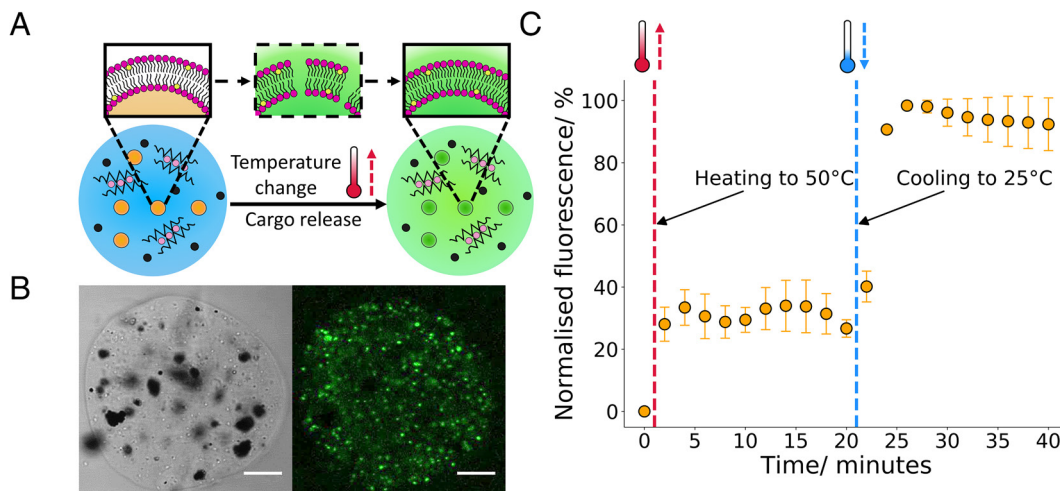 A
Temperature
change
Cargo release
B
C
Normalised fluorescence/ %
100
80
60
40
20
0
Heating to 50°C
Cooling to 25°C
0
5
10
15
20
25
30
35
40
Time/ minutes